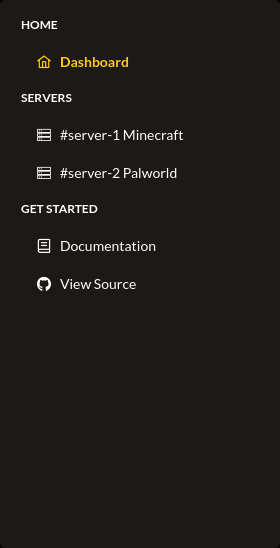 HOME
Dashboard
SERVERS
#server-1 Minecraft
#server-2 Palworld
GET STARTED
Documentation
View Source